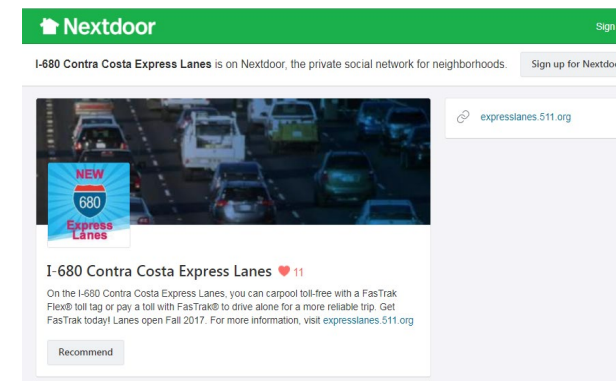 Nextdoor
Sign
I-680 Contra Costa Express Lanes is on Nextdoor, the private social network for neighborhoods.
Sign up for Nextdoo
expresslanes.511.org
NEW
680
Express
Lanes
I-680 Contra Costa Express Lanes 11
On the I-680 Contra Costa Express Lanes, you can carpool toll-free with a FasTrak
Flex® toll tag or pay a toll with FasTrak® to drive alone for a more reliable trip. Get
FasTrak today! Lanes open Fall 2017. For more information, visit expresslanes.511.org
Recommend